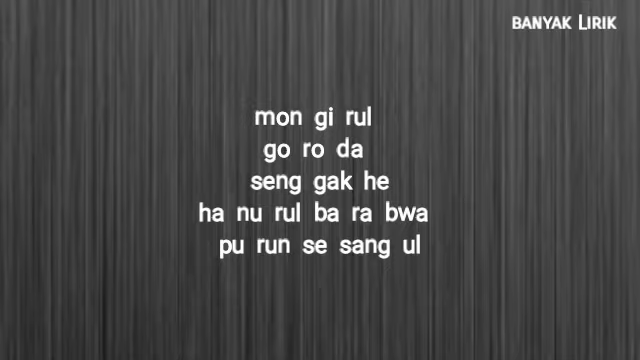 BANYAK LIRIK
mon gi rul
go ro da
seng gak he
ha nu rul ba ra bwa
pu run se sang ul